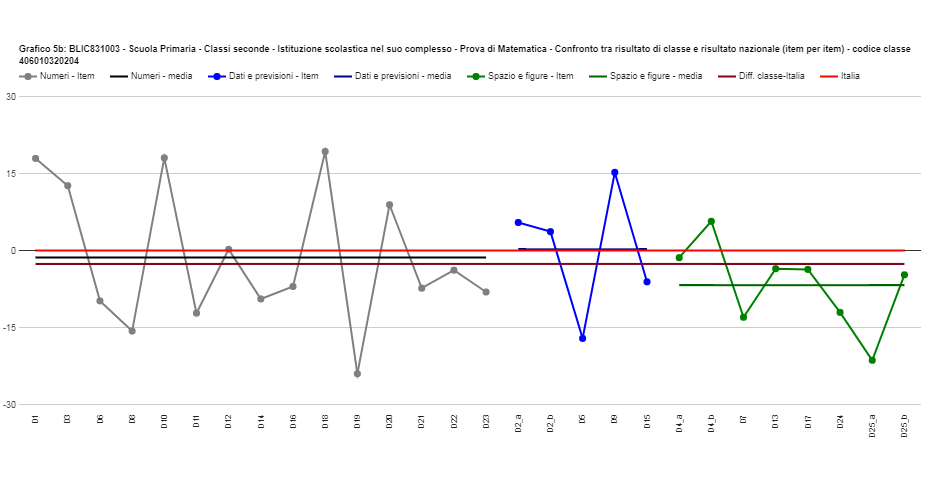 Grafico 5b: BLIC831003 - Scuola Primaria - Classi seconde - Istituzione scolastica nel suo complesso - Prova di Matematica - Confronto tra risultato di classe e risultato nazionale (item per item) - codice classe
406010320204
Numeri - Item Numeri - media Dati e previsioni - Item Dati e previsioni - media Spazio e figure - Item Spazio e figure - media Diff. classe-Italia Italia
30
15
0
-15
-30
D1 D3 D6 D8 D10 D11 D12 D14 D16 D18 D19 D20 D21 D22 D23 D2_a D2_b D5 D9 D15 D4_a D4_b D7 D13 D17 D24 D25_a D25_b